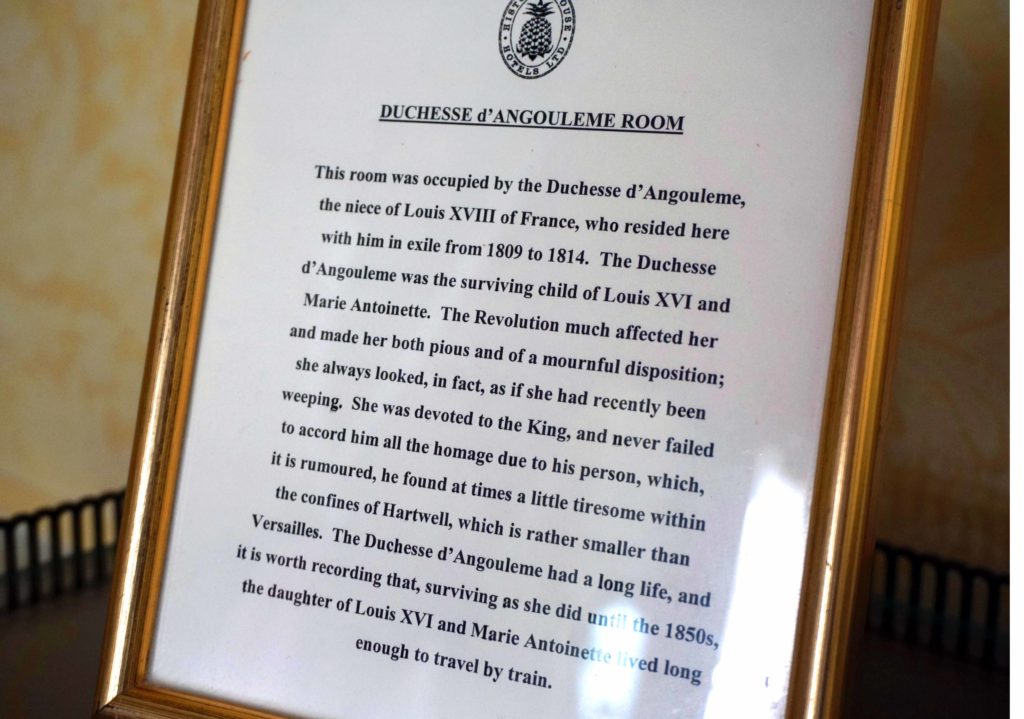 HIST OUSE
HOTELS LTD
DUCHESSE d'ANGOULEME ROOM
This room was occupied by the Duchesse d'Angouleme,
the niece of Louis XVIII of France, who resided here
with him in exile from 1809 to 1814. The Duchesse
d'Angouleme was the surviving child of Louis XVI and
Marie Antoinette. The Revolution much affected her
and made her both pious and of a mournful disposition;
she always looked, in fact, as if she had recently been
weeping. She was devoted to the King, and never failed
to accord him all the homage due to his person, which,
it is rumoured, he found at times a little tiresome within
the confines of Hartwell, which is rather smaller than
Versailles. The Duchesse d'Angouleme had a long life, and
it is worth recording that, surviving as she did until the 1850s,
the daughter of Louis XVI and Marie Antoinette lived long
enough to travel by train.